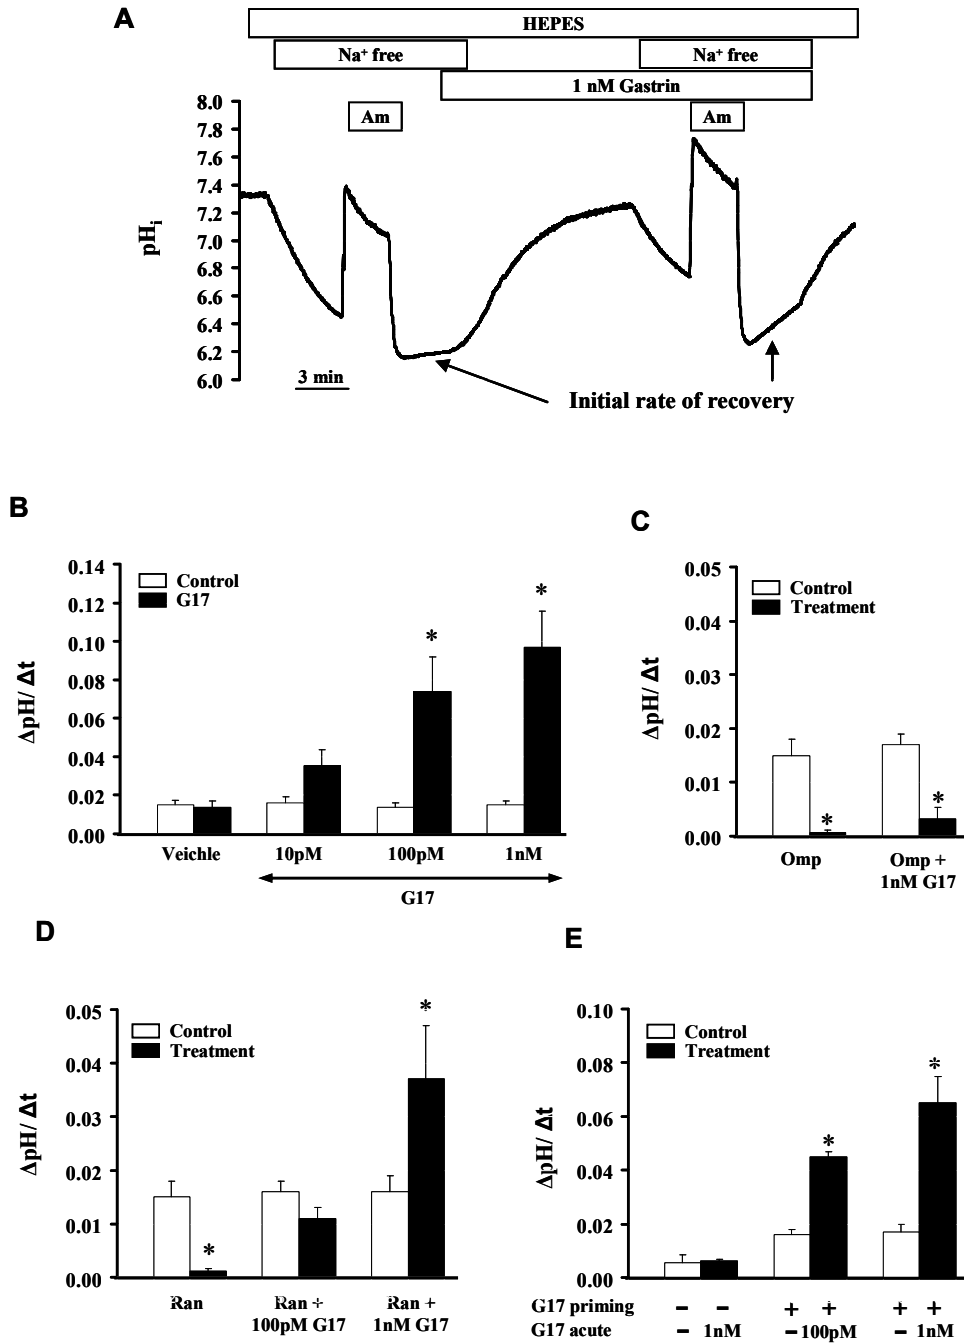 A
HEPES
Na⁺ free Na⁺ free
1 nM Gastrin
Am Am
8.0
7.8
7.6
7.4
7.2
7.0
6.8
6.6
6.4
6.2
6.0
pHi
3 min
Initial rate of recovery
B
0.14
0.12
0.10
0.08
0.06
0.04
0.02
0.00
ΔpH/ Δt
Control
G17
* *
Veichle 10pM 100pM 1nM
G17
C
0.05
0.04
0.03
0.02
0.01
0.00
ΔpH/ Δt
Control
Treatment
* *
Omp Omp +
1nM G17
D
0.05
0.04
0.03
0.02
0.01
0.00
ΔpH/ Δt
Control
Treatment
* *
Ran Ran + Ran +
100pM G17 1nM G17
E
0.10
0.08
0.06
0.04
0.02
0.00
ΔpH/ Δt
Control
Treatment
* *
G17 priming − − + + + +
G17 acute − 1nM − 100pM − 1nM